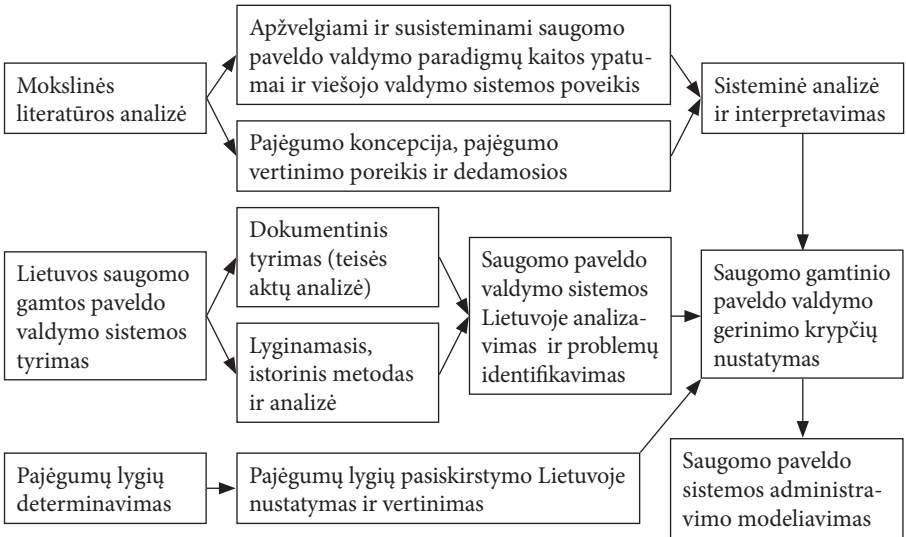 Mokslinės
literatūros analizė
Apžvelgiami ir susisteminami saugomo
paveldo valdymo paradigmų kaitos ypatu-
mai ir viešojo valdymo sistemos poveikis
Pajėgumo koncepcija, pajėgumo
vertinimo poreikis ir dedamosios
Sisteminė analizė
ir interpretavimas
Lietuvos saugomo
gamtos paveldo
valdymo sistemos
tyrimas
Dokumentinis
tyrimas (teisės
aktų analizė)
Lyginamasis,
istorinis metodas
ir analizė
Saugomo paveldo
valdymo sistemos
Lietuvoje analiza-
vimas ir problemų
identifikavimas
Saugomo gamtinio
paveldo valdymo
gerinimo krypčių
nustatymas
Pajėgumų lygių
determinavimas
Pajėgumų lygių pasiskirstymo Lietuvoje
nustatymas ir vertinimas
Saugomo paveldo
sistemos administra-
vimo modeliavimas